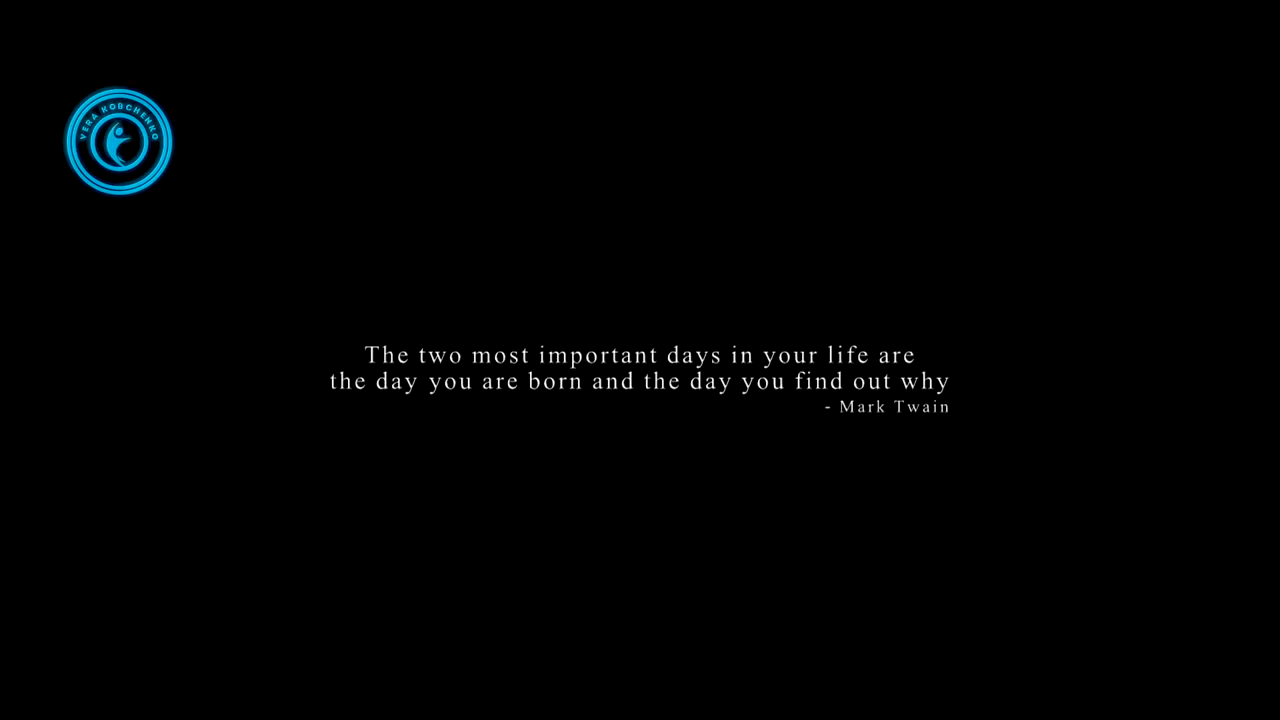 VERA KOBCHENKO
The two most important days in your life are
the day you are born and the day you find out why
- Mark Twain